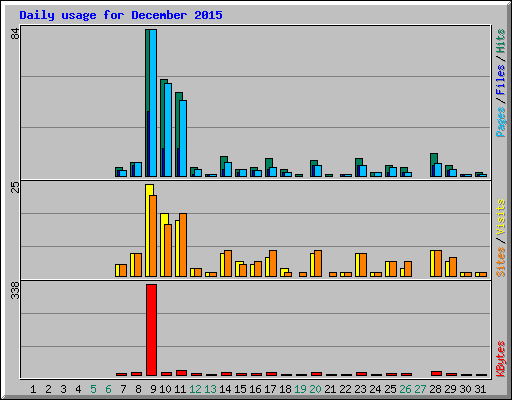 Daily usage for December 2015
84
Pages / Files / Hits
25
Sites / Visits
338
KBytes
1 2 3 4 5 6 7 8 9 10 11 12 13 14 15 16 17 18 19 20 21 22 23 24 25 26 27 28 29 30 31